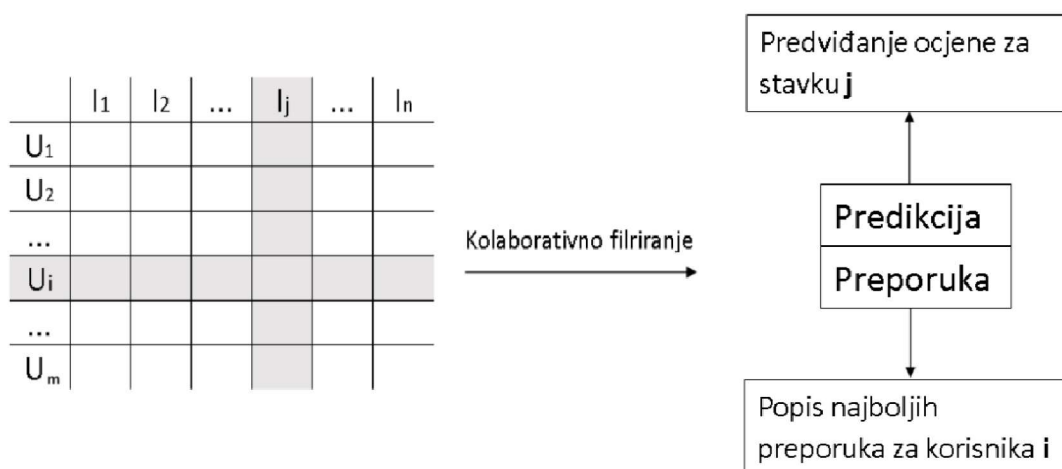 I₁ I₂ ... Iⱼ ... Iₙ
U₁
U₂
...
Uᵢ
...
Uₘ
Kolaborativno filriranje
Predviđanje ocjene za
stavku j
Predikcija
Preporuka
Popis najboljih
preporuka za korisnika i